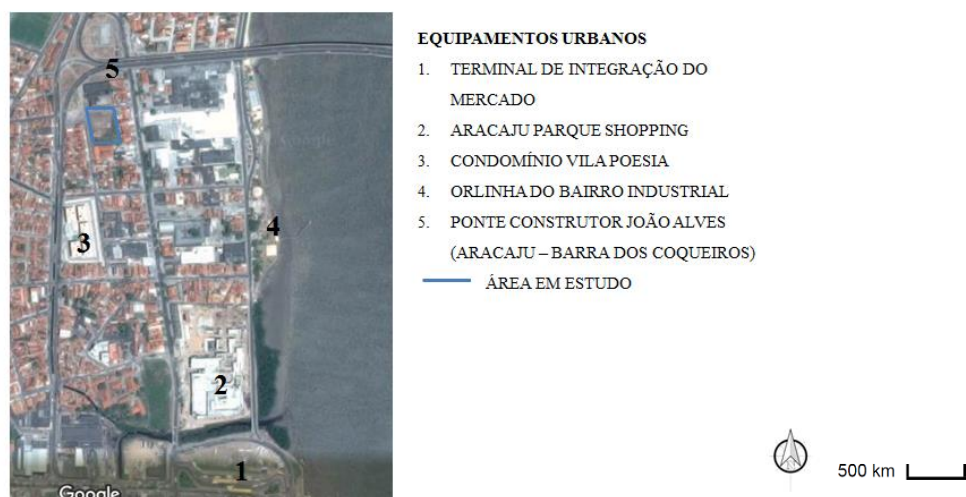 EQUIPAMENTOS URBANOS
1. TERMINAL DE INTEGRAÇÃO DO
MERCADO
2. ARACAJU PARQUE SHOPPING
3. CONDOMÍNIO VILA POESIA
4. ORLINHA DO BAIRRO INDUSTRIAL
5. PONTE CONSTRUTOR JOÃO ALVES
(ARACAJU – BARRA DOS COQUEIROS)
ÁREA EM ESTUDO
5
4
3
2
1
Google
500 km